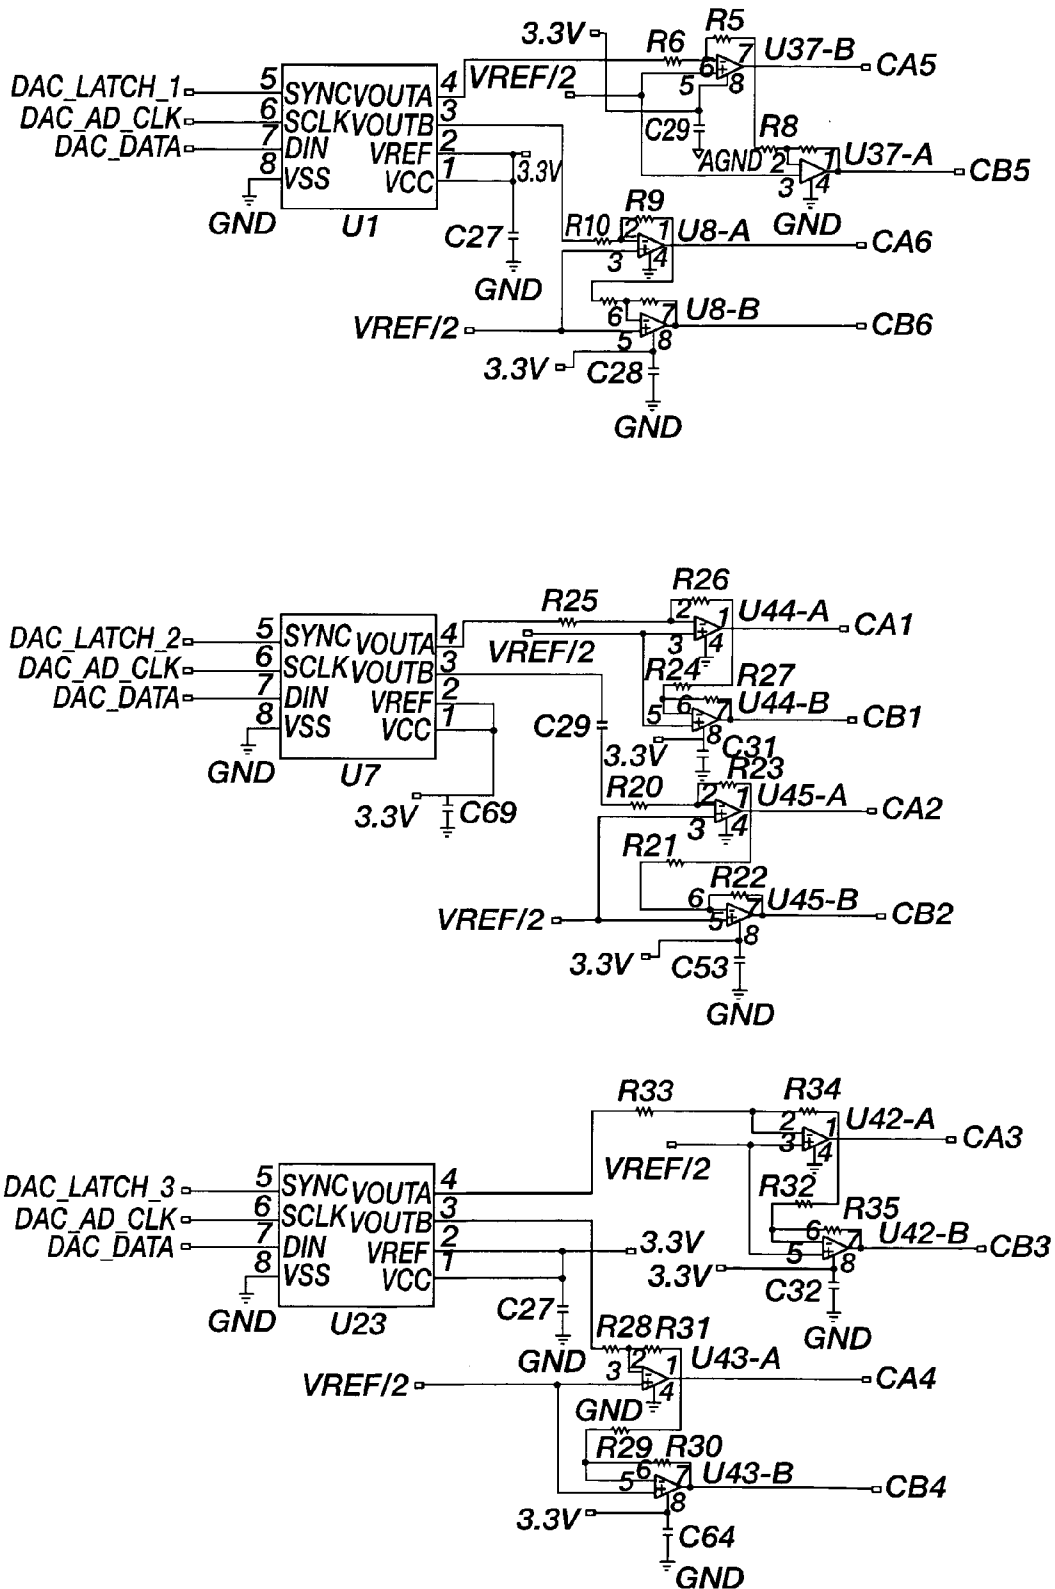 3.3V
R5
R6
7
U37-B
CA5
VREF/2
6
5
8
DAC_LATCH_1
5
SYNC
VOUTA
4
DAC_AD_CLK
6
SCLK
VOUTB
3
DAC_DATA
7
DIN
VREF
2
3.3V
8
VSS
VCC
1
GND
U1
C27
GND
C29
AGND
R8
2
1
U37-A
CB5
3
4
GND
R9
R10
2
1
U8-A
CA6
3
4
6
7
U8-B
CB6
VREF/2
5
8
3.3V
C28
GND
R26
R25
2
1
U44-A
CA1
VREF/2
3
4
DAC_LATCH_2
5
SYNC
VOUTA
4
DAC_AD_CLK
6
SCLK
VOUTB
3
DAC_DATA
7
DIN
VREF
2
8
VSS
VCC
1
GND
U7
3.3V
C69
R24
R27
6
7
U44-B
CB1
5
8
C29
3.3V
C31
R23
R20
2
1
U45-A
CA2
3
4
R21
R22
6
7
U45-B
CB2
VREF/2
5
8
3.3V
C53
GND
R33
R34
2
1
U42-A
CA3
3
4
VREF/2
DAC_LATCH_3
5
SYNC
VOUTA
4
DAC_AD_CLK
6
SCLK
VOUTB
3
DAC_DATA
7
DIN
VREF
2
3.3V
8
VSS
VCC
1
GND
U23
C27
GND
R32
R35
6
7
U42-B
CB3
5
8
3.3V
C32
GND
R28
R31
2
1
U43-A
CA4
3
4
VREF/2
GND
R29
R30
6
7
U43-B
CB4
5
8
3.3V
C64
GND